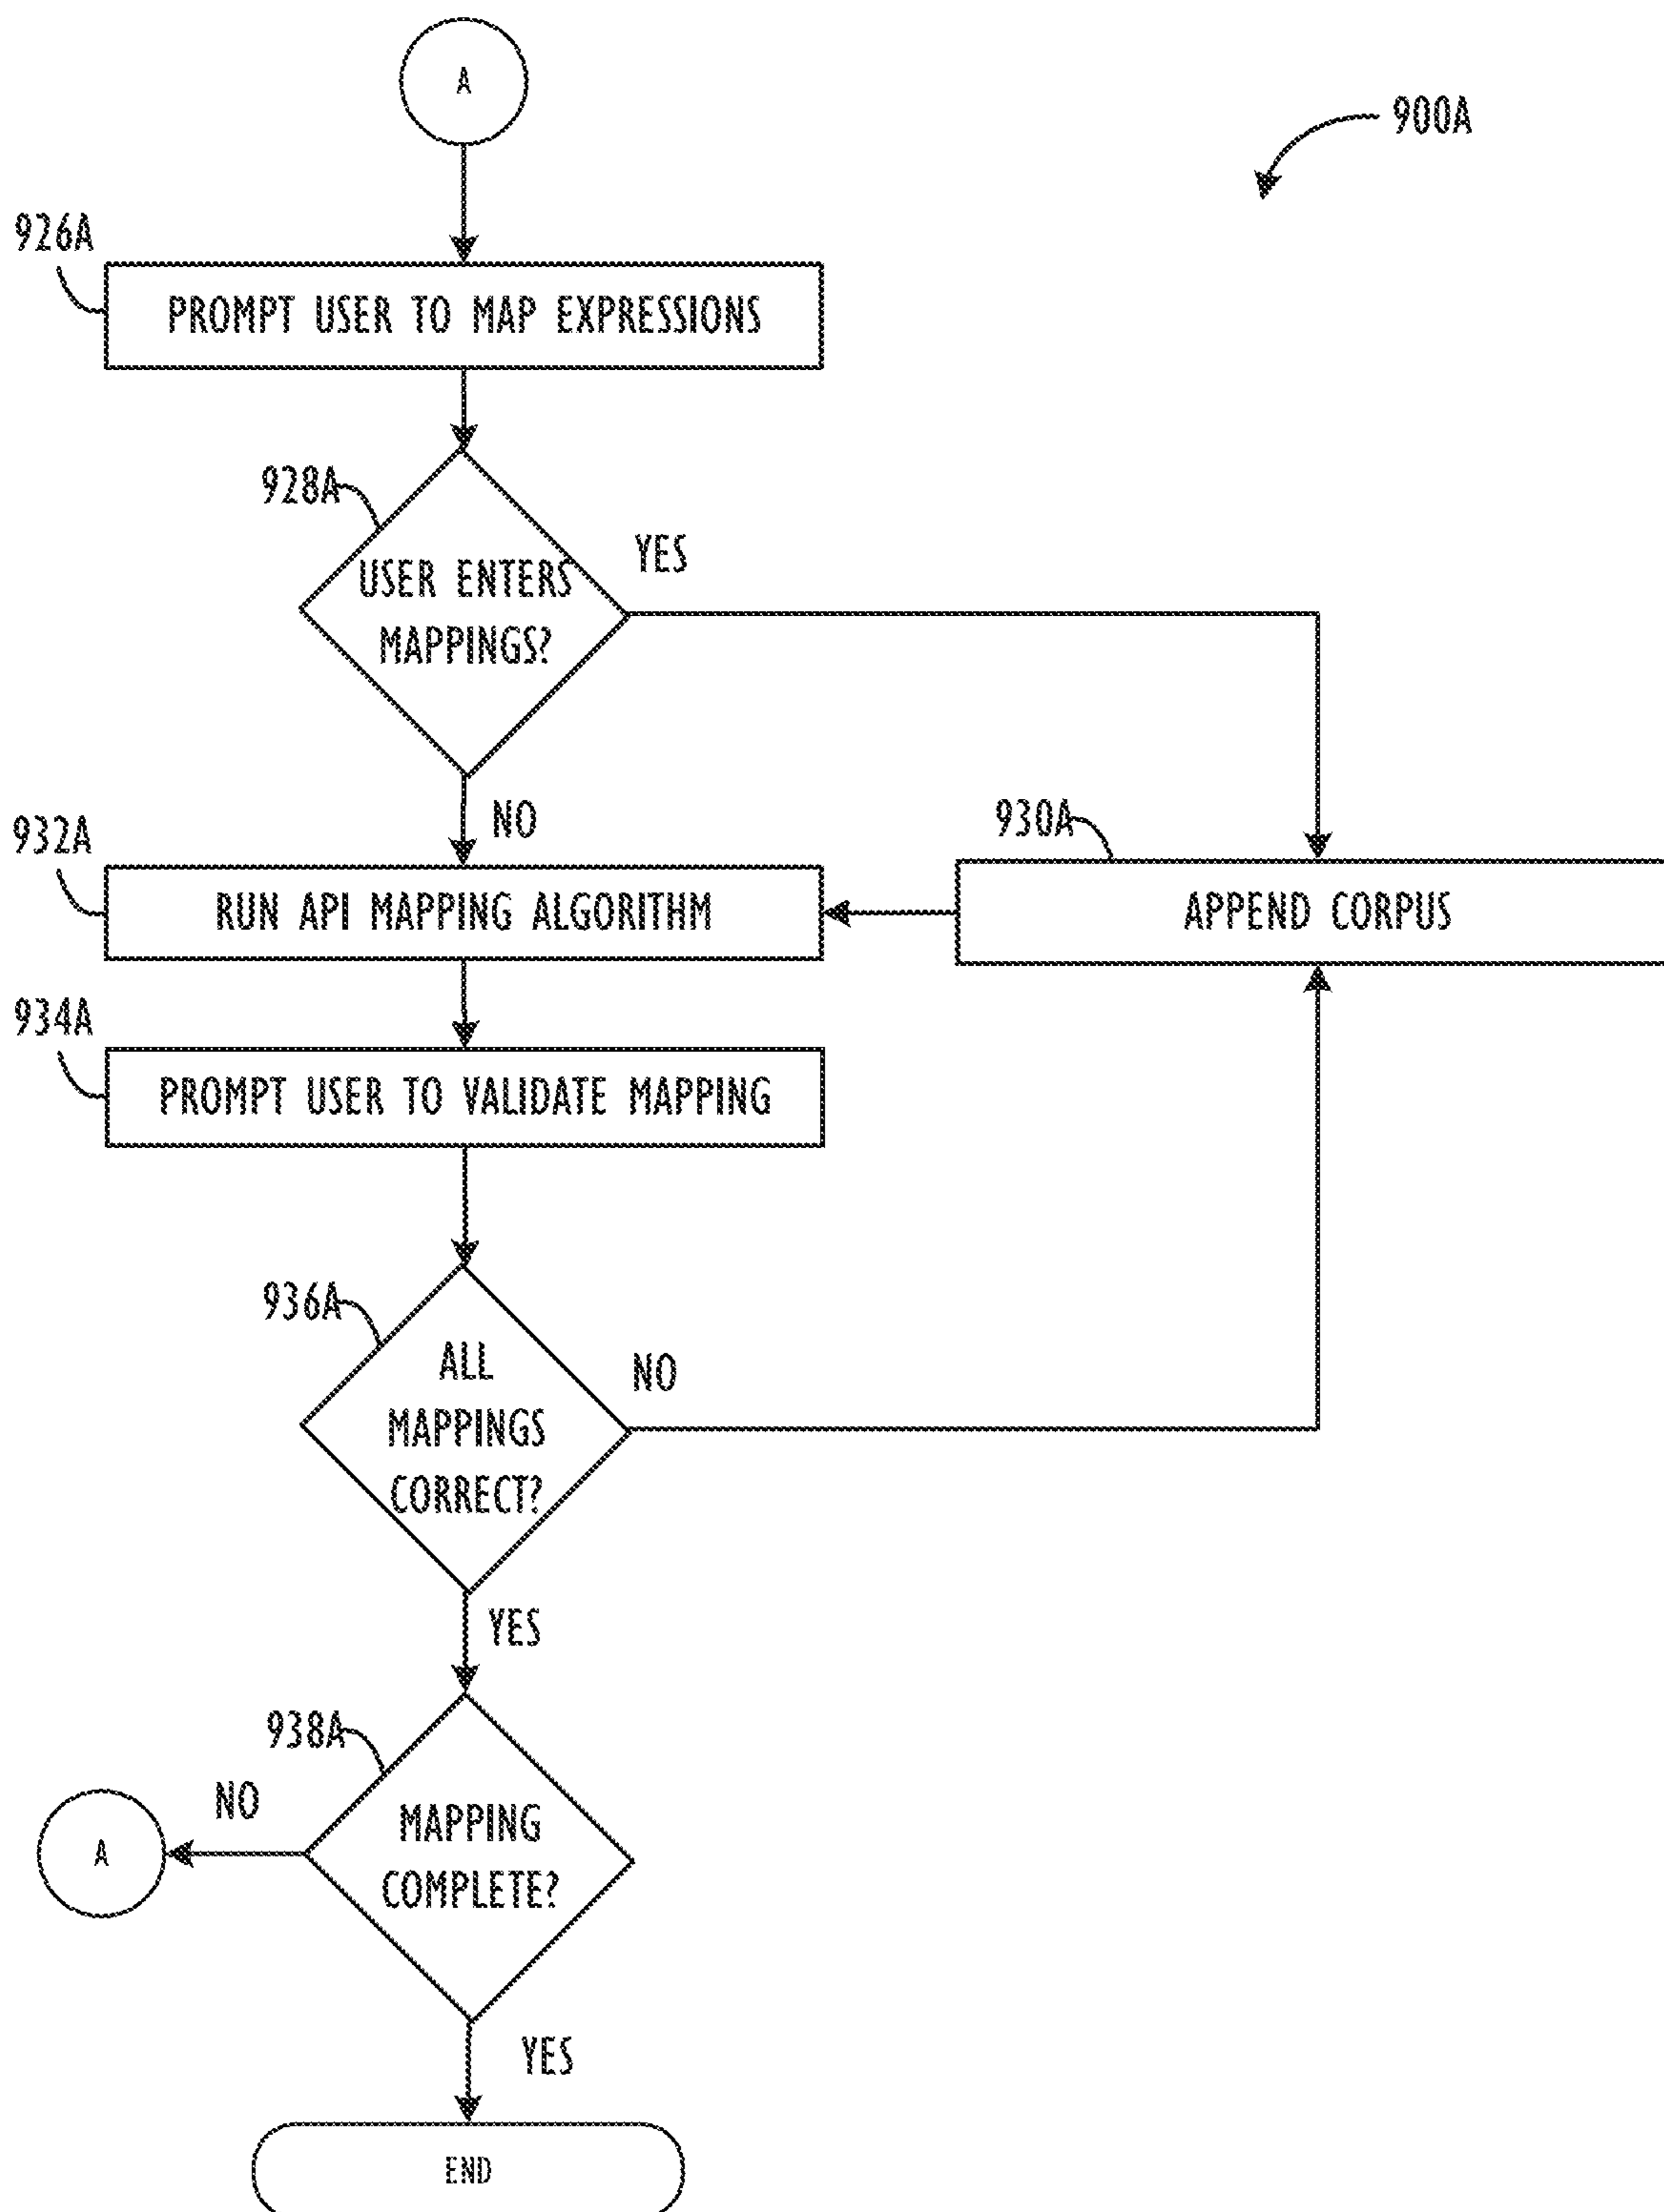 A
900A
926A
PROMPT USER TO MAP EXPRESSIONS
928A
YES
USER ENTERS
MAPPINGS?
NO
930A
932A
RUN API MAPPING ALGORITHM
APPEND CORPUS
934A
PROMPT USER TO VALIDATE MAPPING
936A
ALL
MAPPINGS
CORRECT?
NO
YES
938A
NO
MAPPING
COMPLETE?
A
YES
END